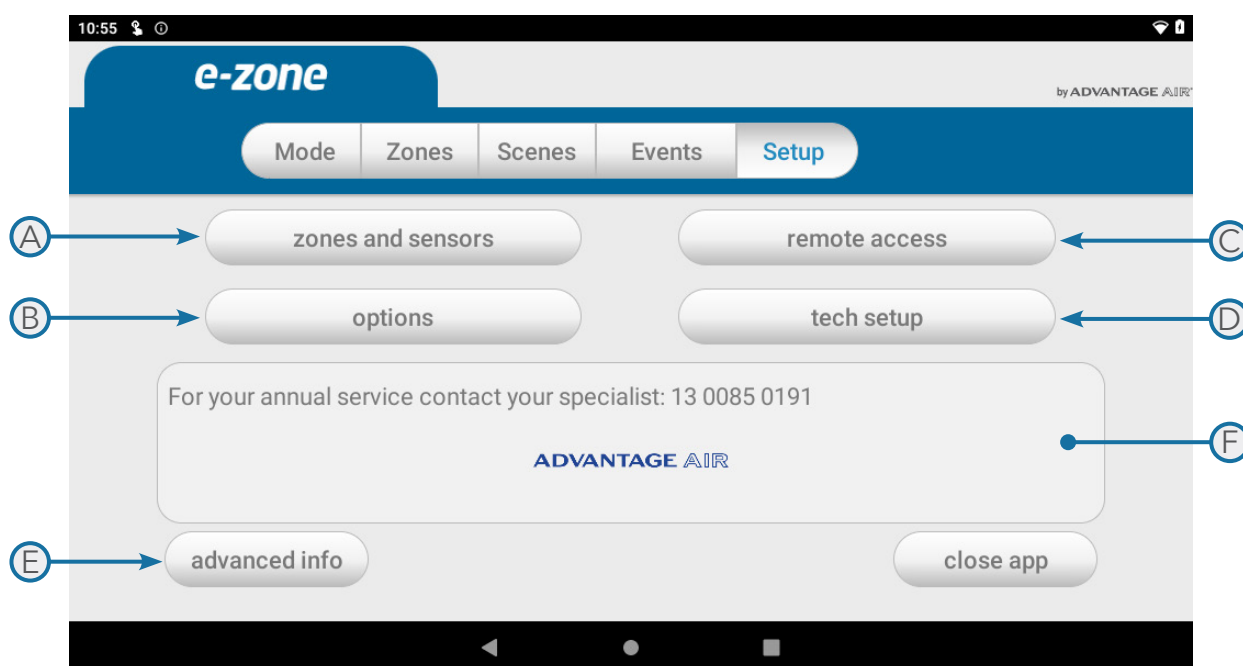 10:55
e-zone
by ADVANTAGE AIR
Mode Zones Scenes Events Setup
A zones and sensors remote access C
B options tech setup D
For your annual service contact your specialist: 13 0085 0191
ADVANTAGE AIR
F
E advanced info close app